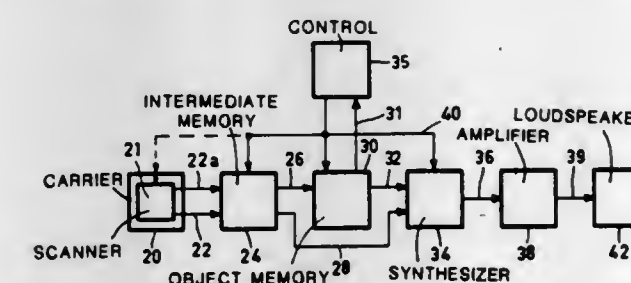 CONTROL
35
INTERMEDIATE
MEMORY
31
40
LOUDSPEAKE
AMPLIFIER
21
22a
26
30
32
36
39
CARRIER
SCANNER
20
22
24
28
34
38
42
OBJECT MEMORY
SYNTHESIZER